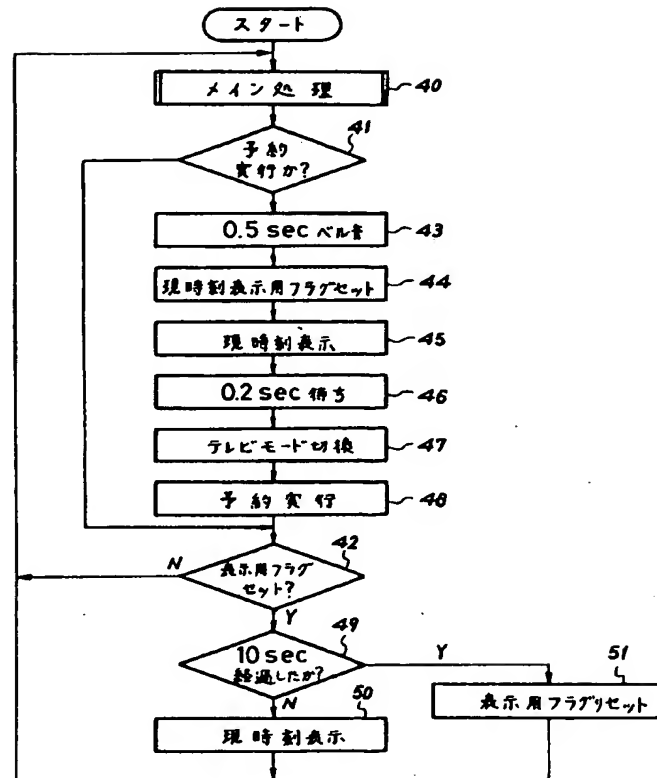 スタート
メイン処理
40
予約
実行か?
41
0.5 sec ベル音
43
現時刻表示用フラグセット
44
現時刻表示
45
0.2 sec 待ち
46
テレビモード切換
47
予約実行
48
表示用フラグ
セット?
42
N
Y
10 sec
経過したか?
49
Y
N
表示用フラグリセット
51
現時刻表示
50